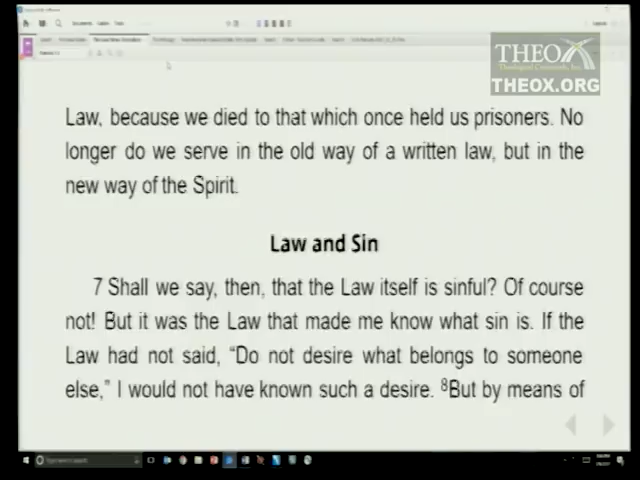 THEOX
Theological Crossroads, Inc.
THEOX.ORG
Law, because we died to that which once held us prisoners. No
longer do we serve in the old way of a written law, but in the
new way of the Spirit.
Law and Sin
7 Shall we say, then, that the Law itself is sinful? Of course
not! But it was the Law that made me know what sin is. If the
Law had not said, “Do not desire what belongs to someone
else,” I would not have known such a desire. ⁸But by means of